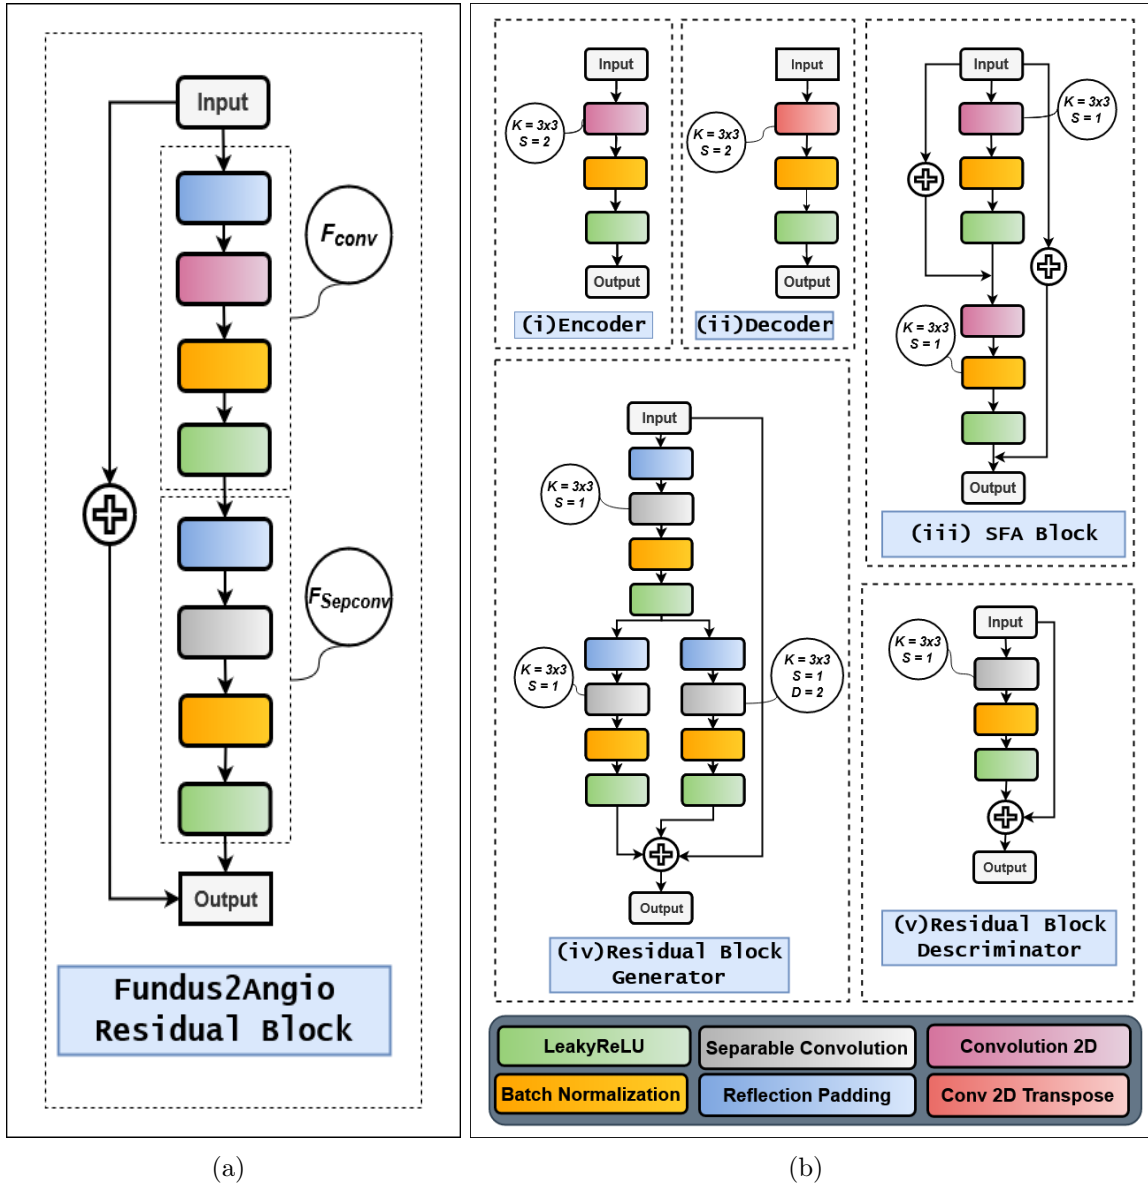 Input
F conv
F Sepconv
Output
Fundus2Angio
Residual Block
(a)
Input
K = 3x3
S = 2
Output
(i)Encoder
Input
K = 3x3
S = 2
Output
(ii)Decoder
Input
K = 3x3
S = 1
K = 3x3
S = 1
Output
(iii) SFA Block
Input
K = 3x3
S = 1
K = 3x3
S = 1
K = 3x3
S = 1
D = 2
Output
(iv)Residual Block
Generator
Input
K = 3x3
S = 1
Output
(v)Residual Block
Descriminator
LeakyReLU
Separable Convolution
Convolution 2D
Batch Normalization
Reflection Padding
Conv 2D Transpose
(b)